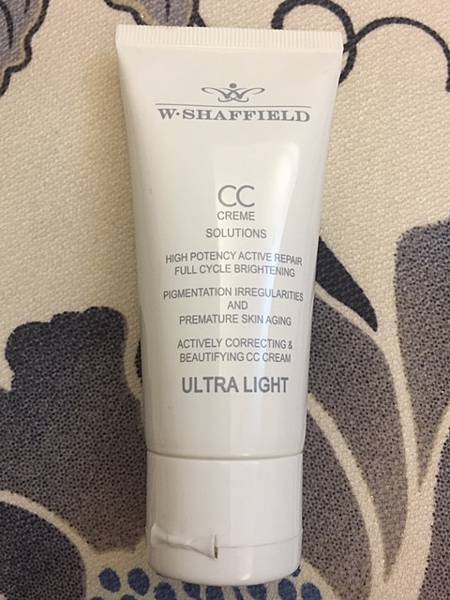 W·SHAFFIELD
CC
CREME
SOLUTIONS
HIGH POTENCY ACTIVE REPAIR
FULL CYCLE BRIGHTENING
PIGMENTATION IRREGULARITIES
AND
PREMATURE SKIN AGING
ACTIVELY CORRECTING &
BEAUTIFYING CC CREAM
ULTRA LIGHT